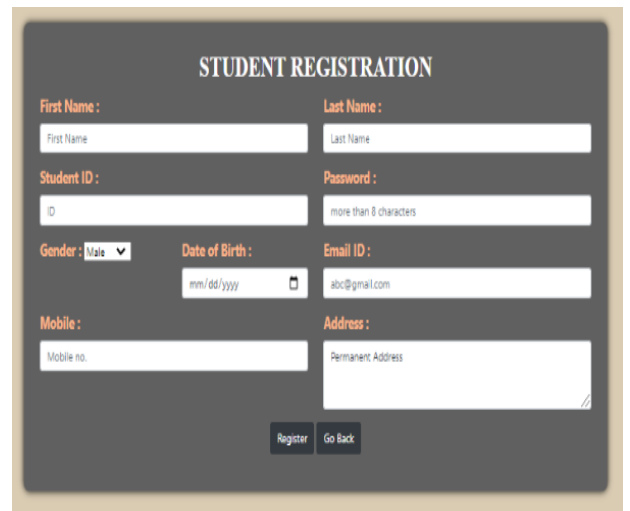 STUDENT REGISTRATION
First Name : Last Name :
First Name Last Name
Student ID : Password :
ID more than 8 characters
Gender : Male Date of Birth : Email ID :
mm/dd/yyyy abc@gmail.com
Mobile : Address :
Mobile no. Permanent Address
Register Go Back